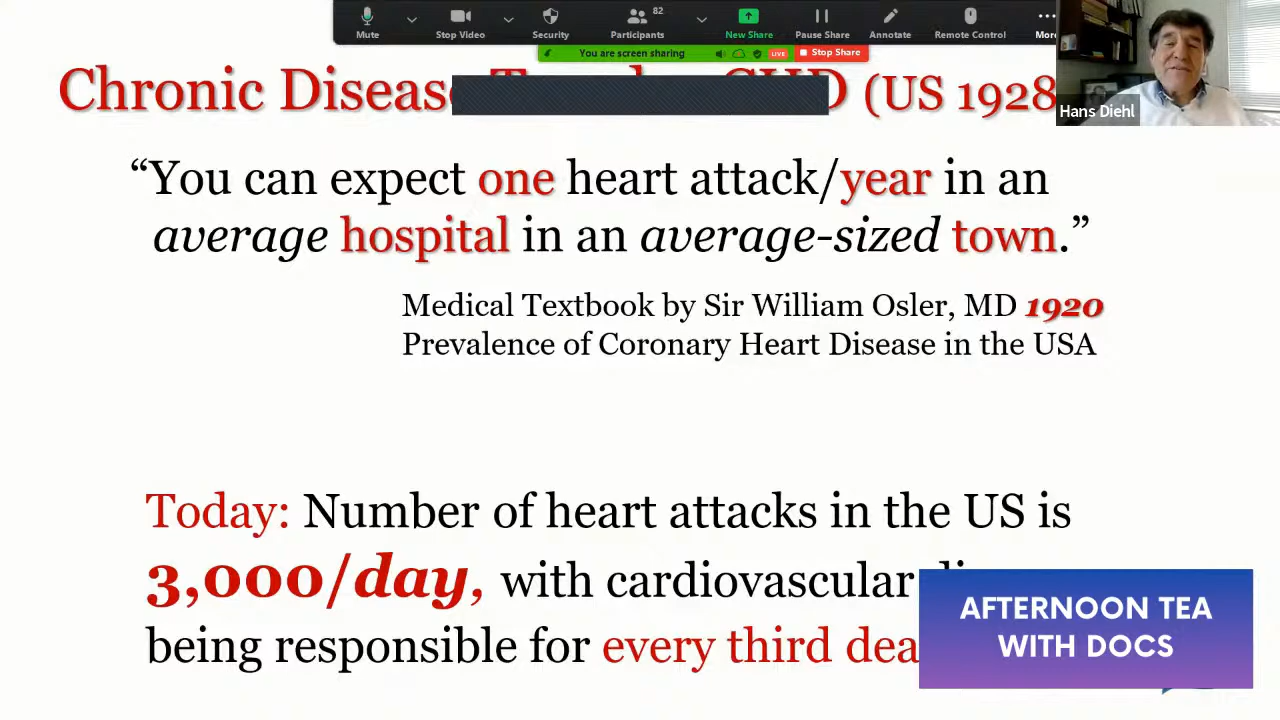 Mute
Stop Video
Security
82
Participants
New Share
Pause Share
Annotate
Remote Control
You are screen sharing
LIVE
Stop Share
Hans Diehl
Chronic (US 1928
“You can expect one heart attack/year in an
average hospital in an average-sized town.”
Medical Textbook by Sir William Osler, MD 1920
Prevalence of Coronary Heart Disease in the USA
Today: Number of heart attacks in the US is
3,000/day, with cardiovascular
being responsible for every third
AFTERNOON TEA
WITH DOCS